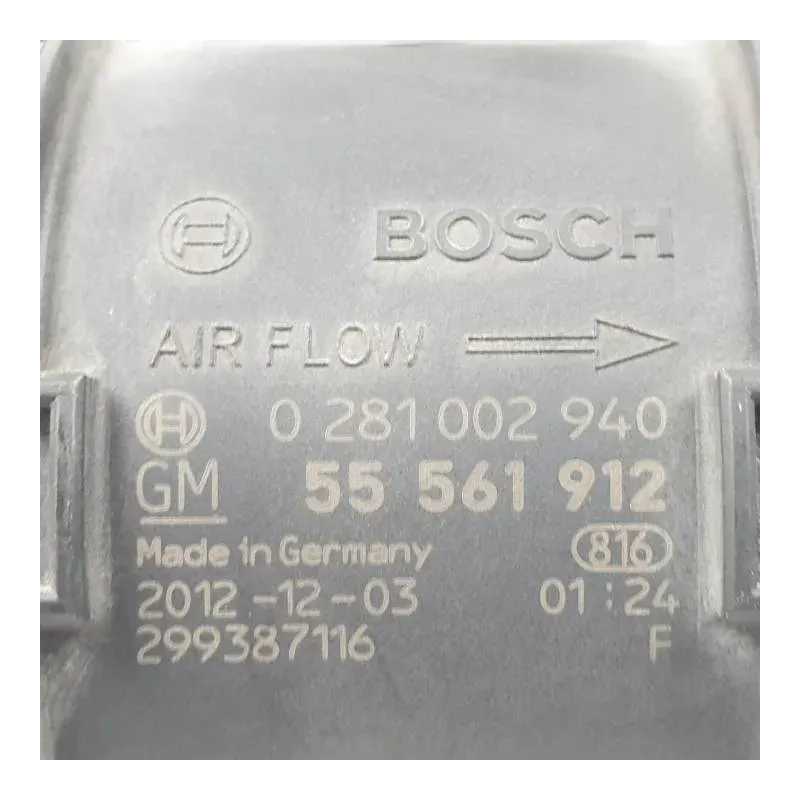 BOSCH
AIR FLOW
0 281 002 940
GM 55 561 912
Made in Germany 816
2012-12-03 01:24
299387116 F